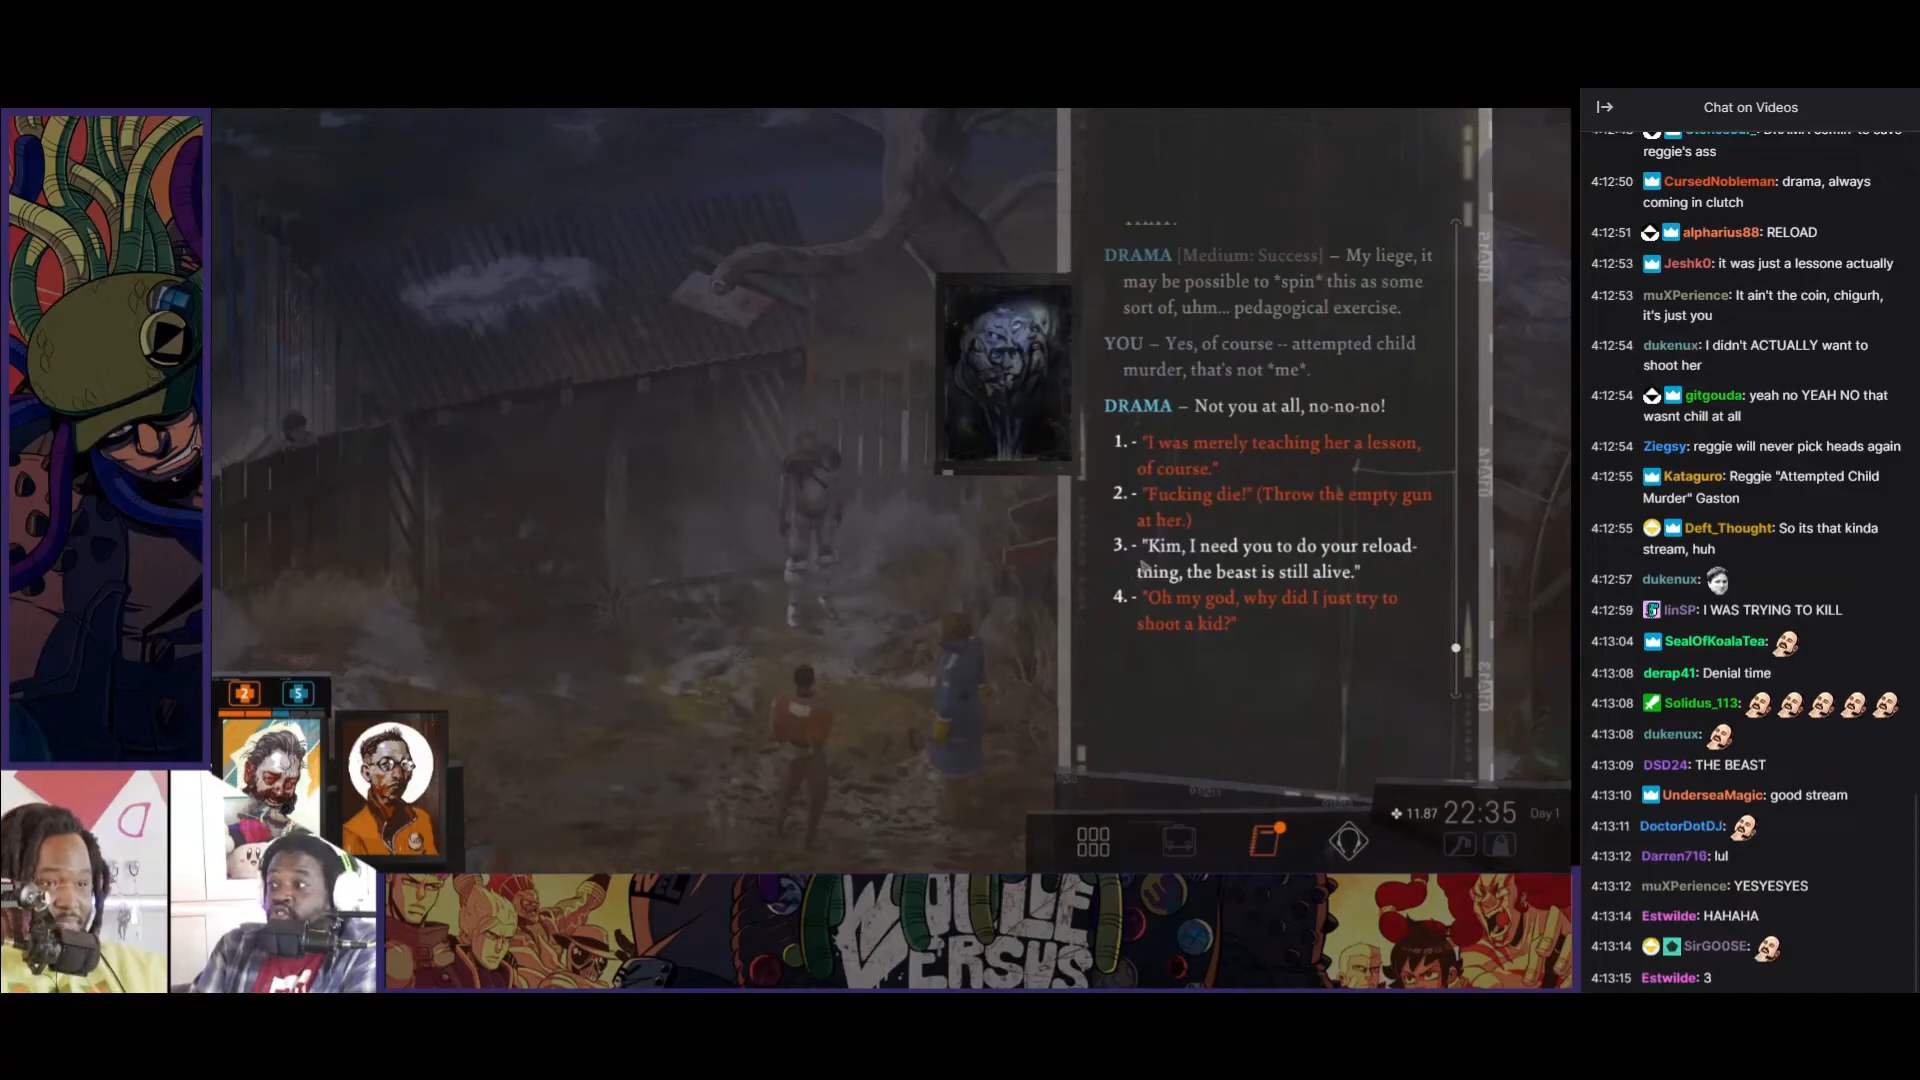 Chat on Videos
reggie's ass
4:12:50 CursedNobleman: drama, always
coming in clutch
4:12:51 alpharius88: RELOAD
4:12:53 Jeshk0: it was just a lessone actually
4:12:53 muXPerience: It ain't the coin, chigurh,
it's just you
4:12:54 dukenux: I didn't ACTUALLY want to
shoot her
4:12:54 gitgouda: yeah no YEAH NO that
wasnt chill at all
4:12:54 Ziegsy: reggie will never pick heads again
4:12:55 Kataguro: Reggie "Attempted Child
Murder" Gaston
4:12:55 Deft_Thought: So its that kinda
stream, huh
4:12:57 dukenux:
4:12:59 linSP: I WAS TRYING TO KILL
4:13:04 SealOfKoalaTea:
4:13:08 derap41: Denial time
4:13:08 Solidus_113:
4:13:08 dukenux:
4:13:09 DSD24: THE BEAST
4:13:10 UnderseaMagic: good stream
4:13:11 DoctorDotDJ:
4:13:12 Darren716: lul
4:13:12 muXPerience: YESYESYES
4:13:14 Estwilde: HAHAHA
4:13:14 SirGO0SE:
4:13:15 Estwilde: 3
DRAMA [Medium: Success] – My liege, it
may be possible to *spin* this as some
sort of, uhm... pedagogical exercise.
YOU – Yes, of course -- attempted child
murder, that's not *me*.
DRAMA – Not you at all, no-no-no!
1. - "I was merely teaching her a lesson,
of course."
2. - "Fucking die!" (Throw the empty gun
at her.)
3. - "Kim, I need you to do your reload-
thing, the beast is still alive."
4. - "Oh my god, why did I just try to
shoot a kid?"
2 5
11.87 22:35 Day 1
WOOLIE
VERSUS